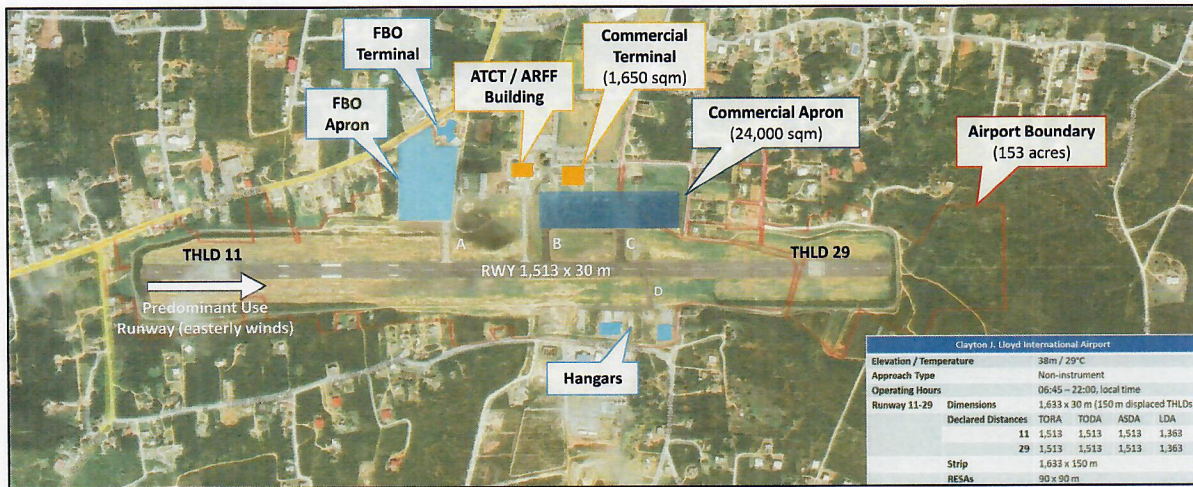 FBO
Terminal
Commercial
Terminal
(1,650 sqm)
ATCT / ARFF
Building
FBO
Apron
Commercial Apron
(24,000 sqm)
Airport Boundary
(153 acres)
THLD 11
A
B
C
THLD 29
RWY 1,513 x 30 m
D
Predominant Use
Runway (easterly winds)
Hangars
Clayton J. Lloyd International Airport
Elevation / Temperature 38m / 29°C
Approach Type Non-instrument
Operating Hours 06:45 – 22:00, local time
Runway 11-29 Dimensions 1,633 x 30 m (150 m displaced THLDs
Declared Distances TORA TODA ASDA LDA
11 1,513 1,513 1,513 1,363
29 1,513 1,513 1,513 1,363
Strip 1,633 x 150 m
RESAs 90 x 90 m